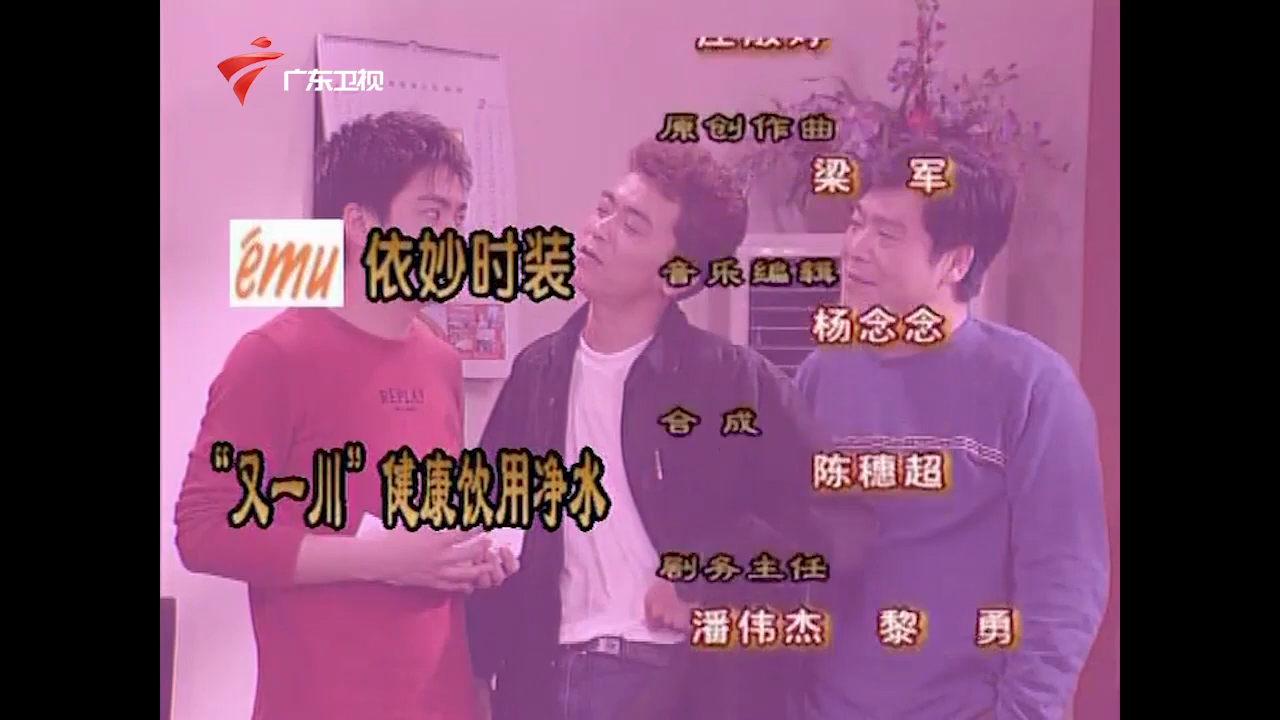 广东卫视
原创作曲
梁 军
ému 依妙时装
音乐编辑
杨念念
REPLAY
合成
陈穗超
“又一川”健康饮用净水
剧务主任
潘伟杰 黎 勇